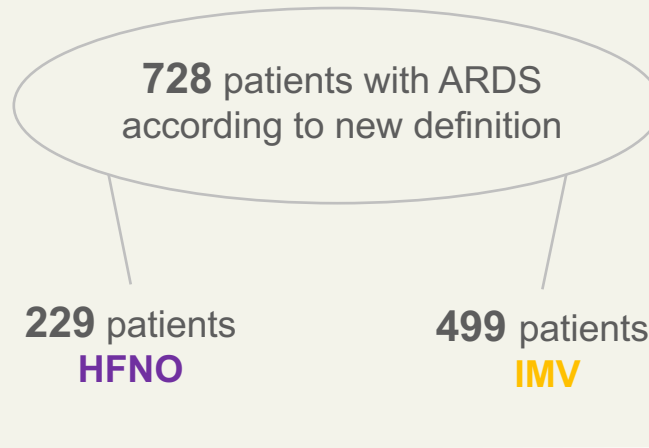 728 patients with ARDS
according to new definition
229 patients
HFNO
499 patients
IMV